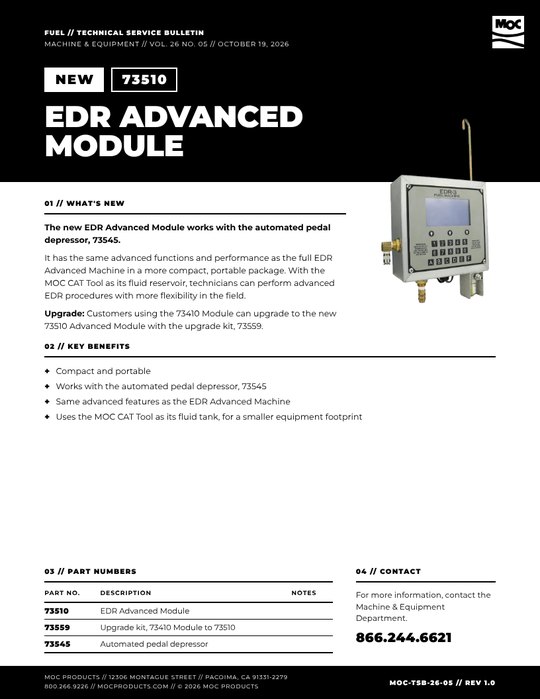 FUEL // TECHNICAL SERVICE BULLETIN
MACHINE & EQUIPMENT // VOL. 26 NO. 05 // OCTOBER 19, 2026
MOC
NEW
73510
EDR ADVANCED
MODULE
EDR-3
01 // WHAT'S NEW
The new EDR Advanced Module works with the automated pedal
depressor, 73545.
It has the same advanced functions and performance as the full EDR
Advanced Machine in a more compact, portable package. With the
MOC CAT Tool as its fluid reservoir, technicians can perform advanced
EDR procedures with more flexibility in the field.
Upgrade: Customers using the 73410 Module can upgrade to the new
73510 Advanced Module with the upgrade kit, 73559.
02 // KEY BENEFITS
Compact and portable
Works with the automated pedal depressor, 73545
Same advanced features as the EDR Advanced Machine
Uses the MOC CAT Tool as its fluid tank, for a smaller equipment footprint
03 // PART NUMBERS
PART NO. DESCRIPTION NOTES
73510 EDR Advanced Module
73559 Upgrade kit, 73410 Module to 73510
73545 Automated pedal depressor
04 // CONTACT
For more information, contact the
Machine & Equipment
Department.
866.244.6621
MOC PRODUCTS // 12306 MONTAGUE STREET // PACOIMA, CA 91331-2279
800.266.9226 // MOCPRODUCTS.COM // © 2026 MOC PRODUCTS
MOC-TSB-26-05 // REV 1.0